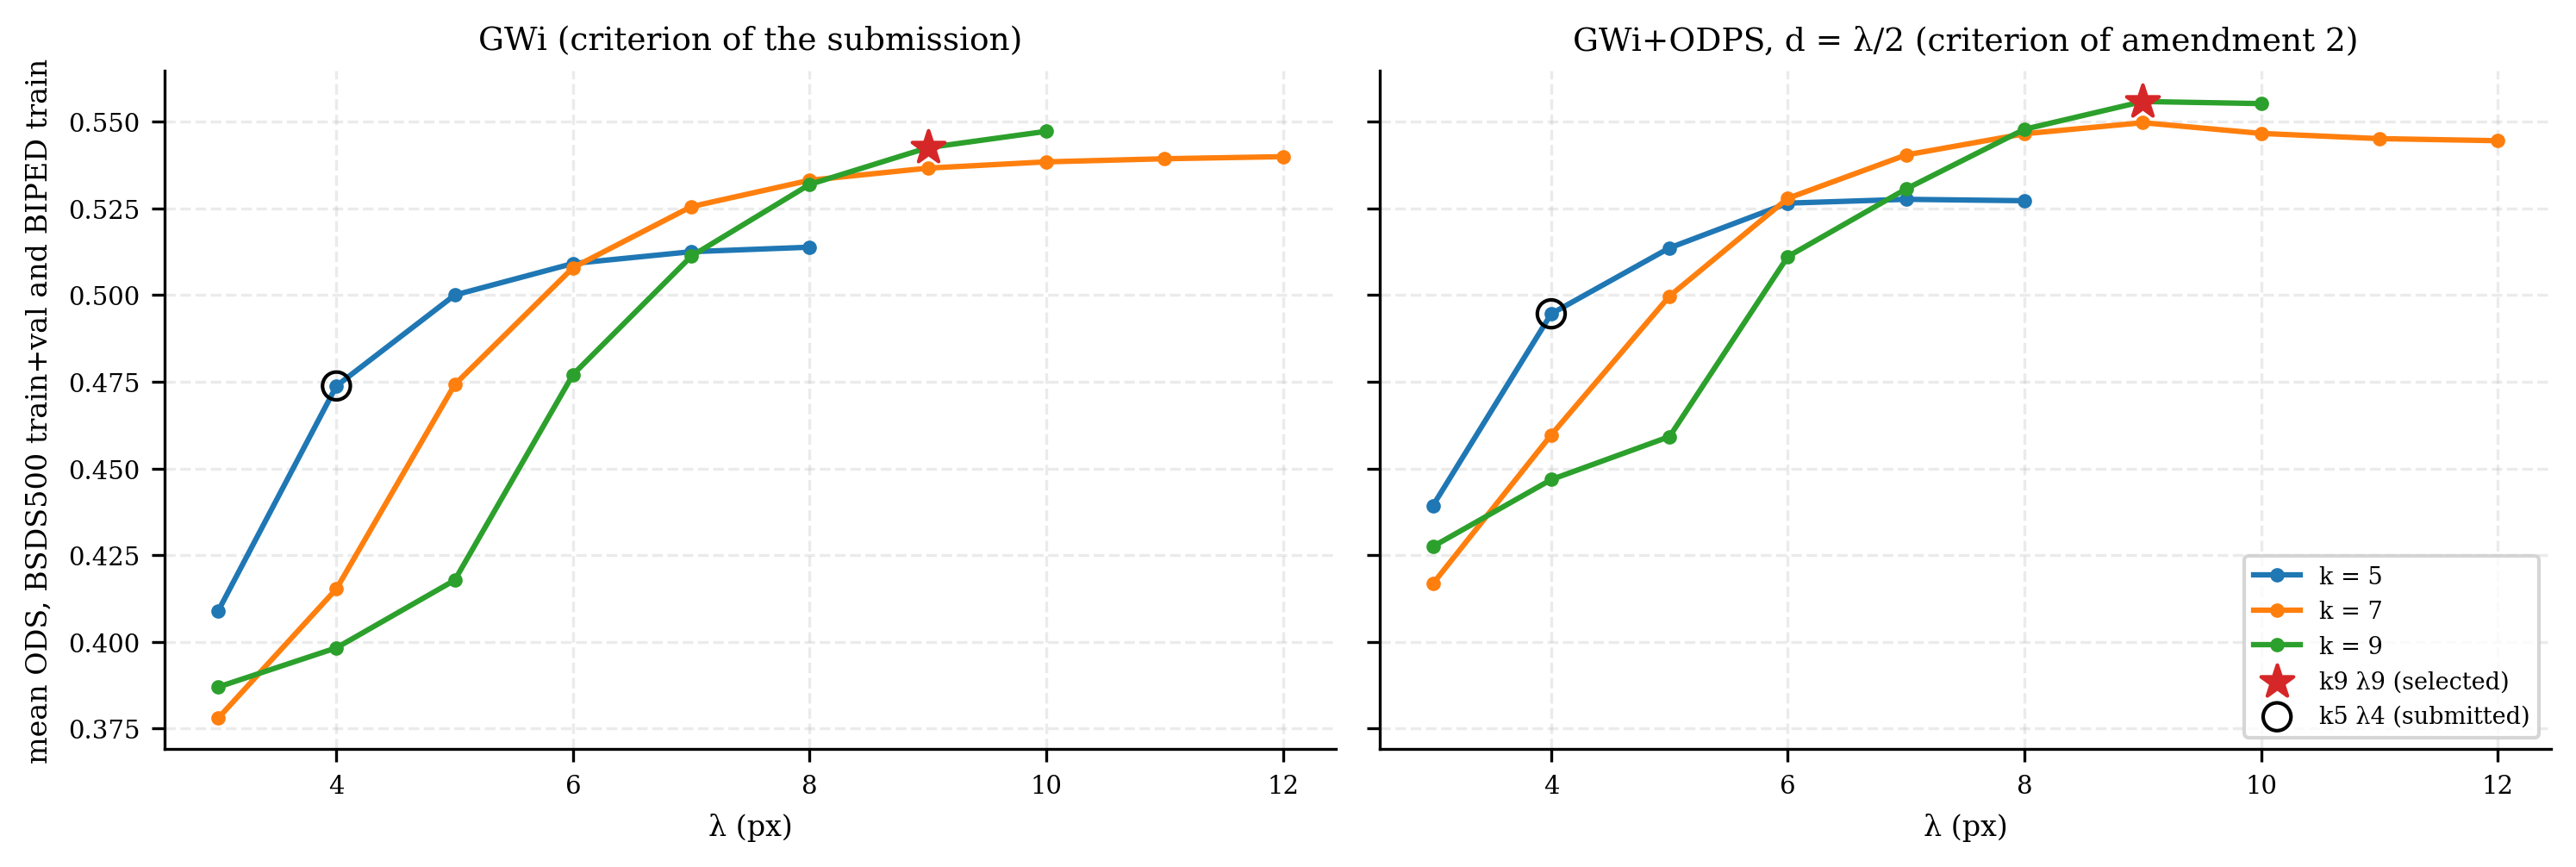 GWi (criterion of the submission)
mean ODS, BSDS500 train+val and BIPED train
0.550
0.525
0.500
0.475
0.450
0.425
0.400
0.375
4
6
8
10
12
λ (px)
GWi+ODPS, d = λ/2 (criterion of amendment 2)
k = 5
k = 7
k = 9
k9 λ9 (selected)
k5 λ4 (submitted)
4
6
8
10
12
λ (px)